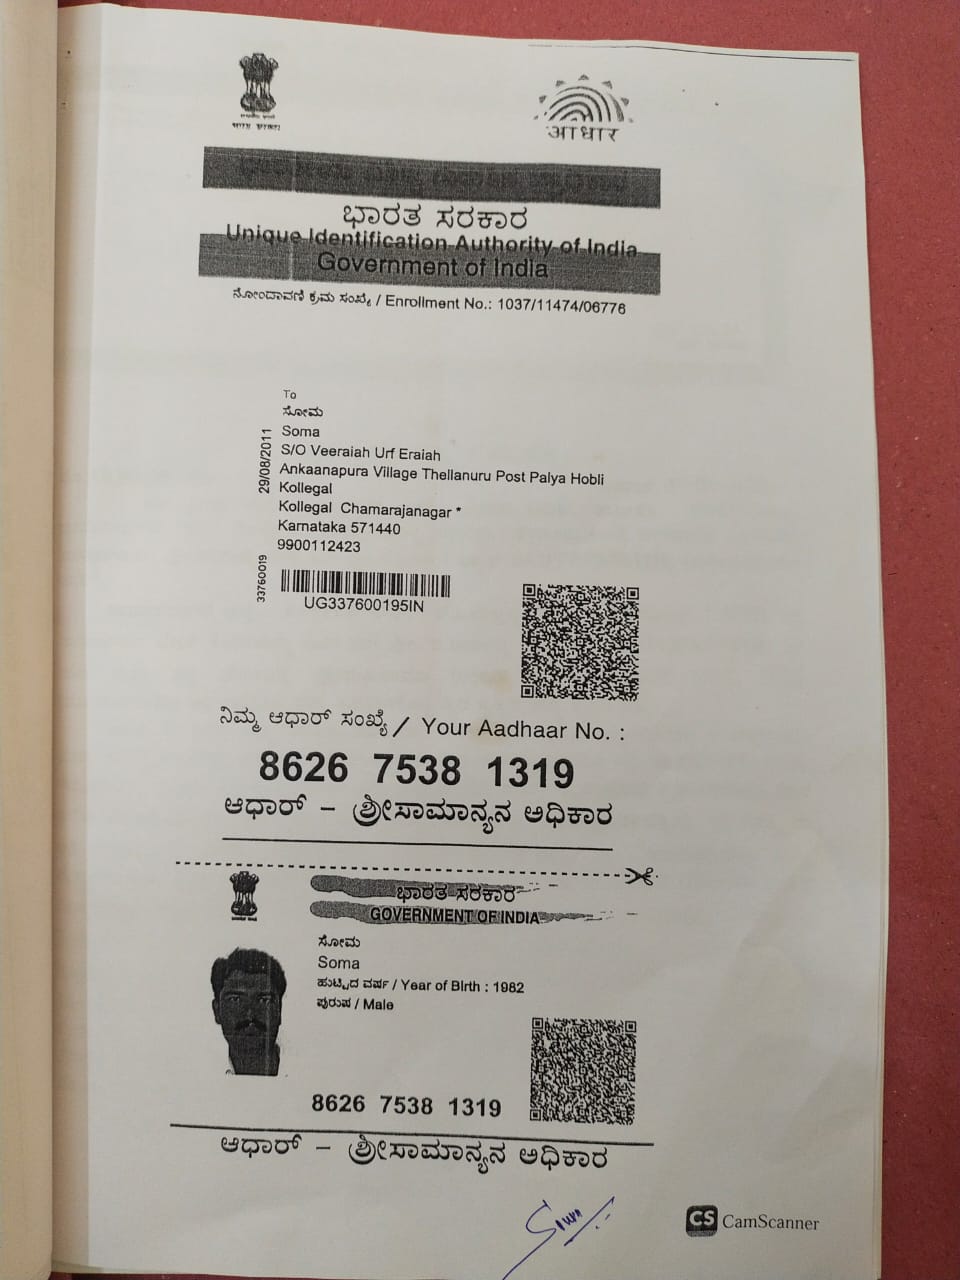 आधार
ಭಾರತ ಸರಕಾರ
Unique Identification Authority of India
Government of India
ನೋಂದಾವಣಿ ಕ್ರಮ ಸಂಖ್ಯೆ / Enrollment No.: 1037/11474/06776
To
ಸೋಮ
Soma
S/O Veeraiah Urf Eraiah
Ankaanapura Village Thellanuru Post Palya Hobli
Kollegal
Kollegal Chamarajanagar *
Karnataka 571440
9900112423
29/08/2011
33760019
UG337600195IN
ನಿಮ್ಮ ಆಧಾರ್ ಸಂಖ್ಯೆ / Your Aadhaar No. :
8626 7538 1319
ಆಧಾರ್ – ಶ್ರೀಸಾಮಾನ್ಯನ ಅಧಿಕಾರ
ಭಾರತ ಸರಕಾರ
GOVERNMENT OF INDIA
ಸೋಮ
Soma
ಹುಟ್ಟಿದ ವರ್ಷ / Year of Birth : 1982
ಪುರುಷ / Male
8626 7538 1319
ಆಧಾರ್ – ಶ್ರೀಸಾಮಾನ್ಯನ ಅಧಿಕಾರ
CS CamScanner